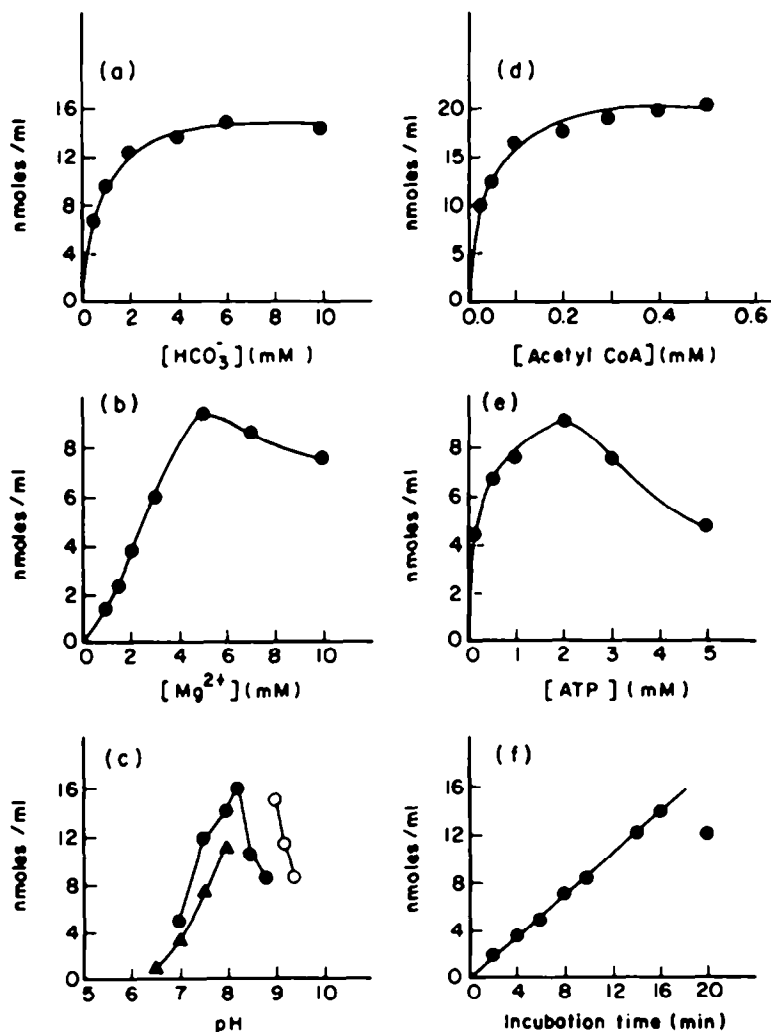 (a)
nmoles / ml
16
12
8
4
0
0 2 4 6 8 10
[HCO₃⁻] (mM)
(d)
nmoles / ml
20
15
10
5
0
0.0 0.2 0.4 0.6
[Acetyl CoA] (mM)
(b)
nmoles / ml
8
6
4
2
0
0 2 4 6 8 10
[Mg²⁺] (mM)
(e)
nmoles / ml
8
6
4
2
0
0 1 2 3 4 5
[ATP] (mM)
(c)
nmoles / ml
16
12
8
4
0
5 6 7 8 9 10
pH
(f)
nmoles / ml
16
12
8
4
0
0 4 8 12 16 20
Incubation time (min)